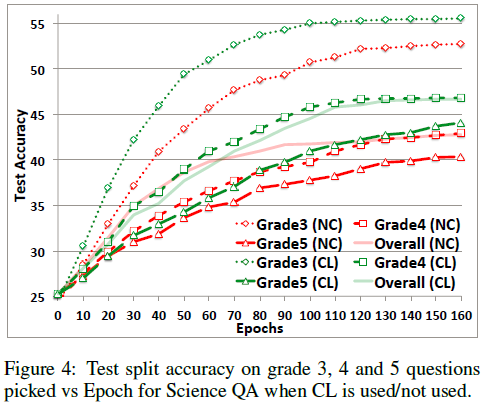 55
50
45
40
35
30
25
Test Accuracy
Grade3 (NC) Grade4 (NC)
Grade5 (NC) Overall (NC)
Grade3 (CL) Grade4 (CL)
Grade5 (CL) Overall (CL)
0 10 20 30 40 50 60 70 80 90 100 110 120 130 140 150 160
Epochs
Figure 4: Test split accuracy on grade 3, 4 and 5 questions
picked vs Epoch for Science QA when CL is used/not used.